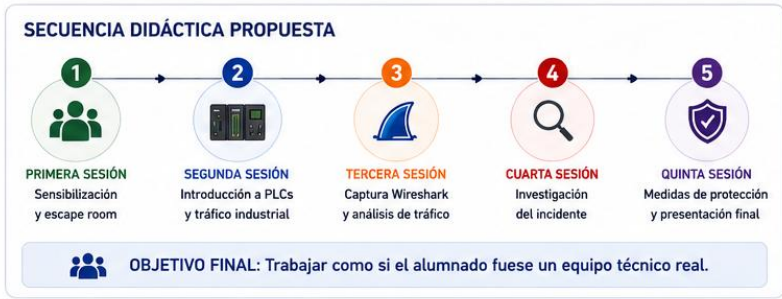 SECUENCIA DIDÁCTICA PROPUESTA
1
2
3
4
5
PRIMERA SESIÓN
Sensibilización
y escape room
SEGUNDA SESIÓN
Introducción a PLCs
y tráfico industrial
TERCERA SESIÓN
Captura Wireshark
y análisis de tráfico
CUARTA SESIÓN
Investigación
del incidente
QUINTA SESIÓN
Medidas de protección
y presentación final
OBJETIVO FINAL: Trabajar como si el alumnado fuese un equipo técnico real.